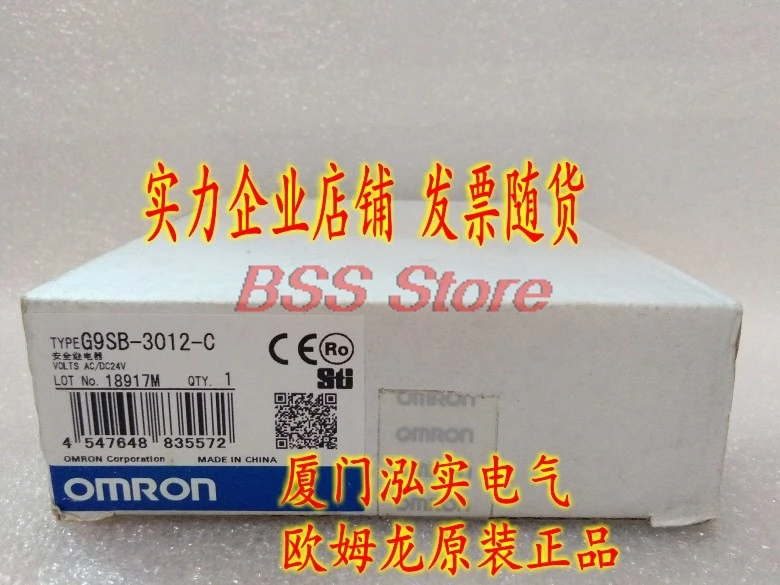 实力企业店铺 发票随货
BSS Store
TYPE G9SB-3012-C
安全继电器
VOLTS AC/DC24V
LOT No. 18917M QTY. 1
CE Ro
Sti
4 547648 835572
OMRON Corporation MADE IN CHINA
OMRON
OMRON
OMRON
OMRON
OMRON
厦门泓实电气
欧姆龙原装正品